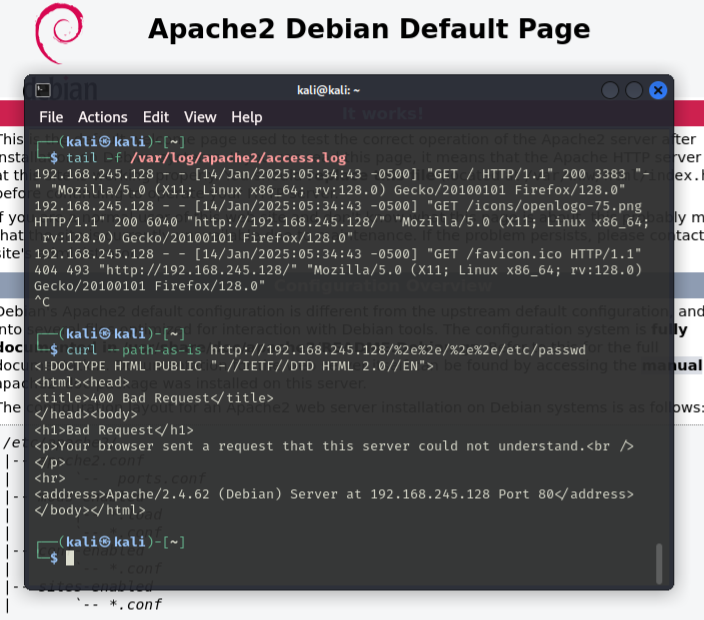 Apache2 Debian Default Page
debian
kali@kali: ~
File Actions Edit View Help
It works!
┌──(kali㉿kali)-[~]
└─$ tail -f /var/log/apache2/access.log
192.168.245.128 - - [14/Jan/2025:05:34:43 -0500] "GET / HTTP/1.1" 200 3383 "-
" "Mozilla/5.0 (X11; Linux x86_64; rv:128.0) Gecko/20100101 Firefox/128.0"
192.168.245.128 - - [14/Jan/2025:05:34:43 -0500] "GET /icons/openlogo-75.png
HTTP/1.1" 200 6040 "http://192.168.245.128/" "Mozilla/5.0 (X11; Linux x86_64;
rv:128.0) Gecko/20100101 Firefox/128.0"
192.168.245.128 - - [14/Jan/2025:05:34:43 -0500] "GET /favicon.ico HTTP/1.1"
404 493 "http://192.168.245.128/" "Mozilla/5.0 (X11; Linux x86_64; rv:128.0)
Gecko/20100101 Firefox/128.0"
^C
Configuration Overview
┌──(kali㉿kali)-[~]
└─$ curl --path-as-is http://192.168.245.128/%2e%2e/%2e%2e/etc/passwd
<!DOCTYPE HTML PUBLIC "-//IETF//DTD HTML 2.0//EN">
<html><head>
<title>400 Bad Request</title>
</head><body>
<h1>Bad Request</h1>
<p>Your browser sent a request that this server could not understand.<br />
</p>
<hr>
<address>Apache/2.4.62 (Debian) Server at 192.168.245.128 Port 80</address>
</body></html>
┌──(kali㉿kali)-[~]
└─$
|-- sites-enabled
| `-- *.conf